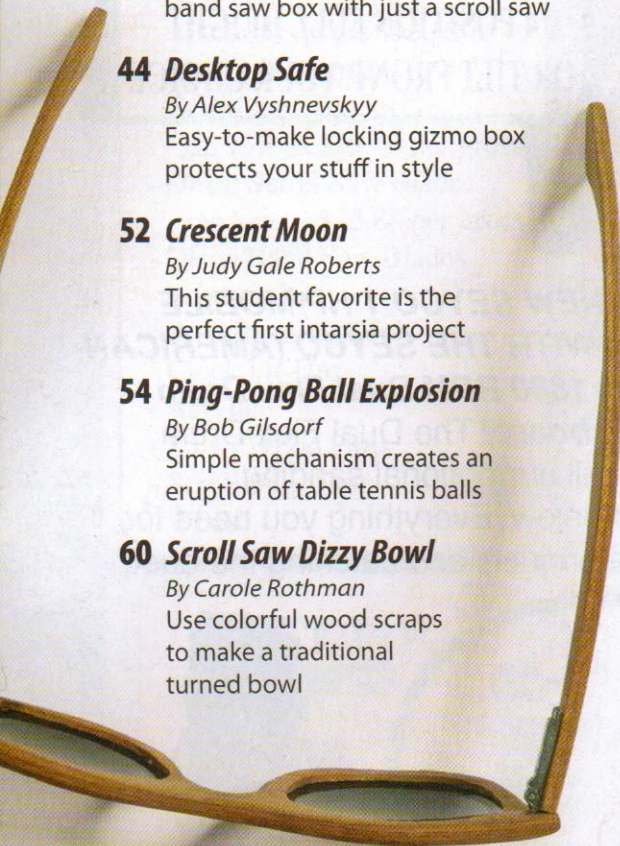 band saw box with just a scroll saw
44 Desktop Safe
By Alex Vyshnevskyy
Easy-to-make locking gizmo box
protects your stuff in style
52 Crescent Moon
By Judy Gale Roberts
This student favorite is the
perfect first intarsia project
54 Ping-Pong Ball Explosion
By Bob Gilsdorf
Simple mechanism creates an
eruption of table tennis balls
60 Scroll Saw Dizzy Bowl
By Carole Rothman
Use colorful wood scraps
to make a traditional
turned bowl